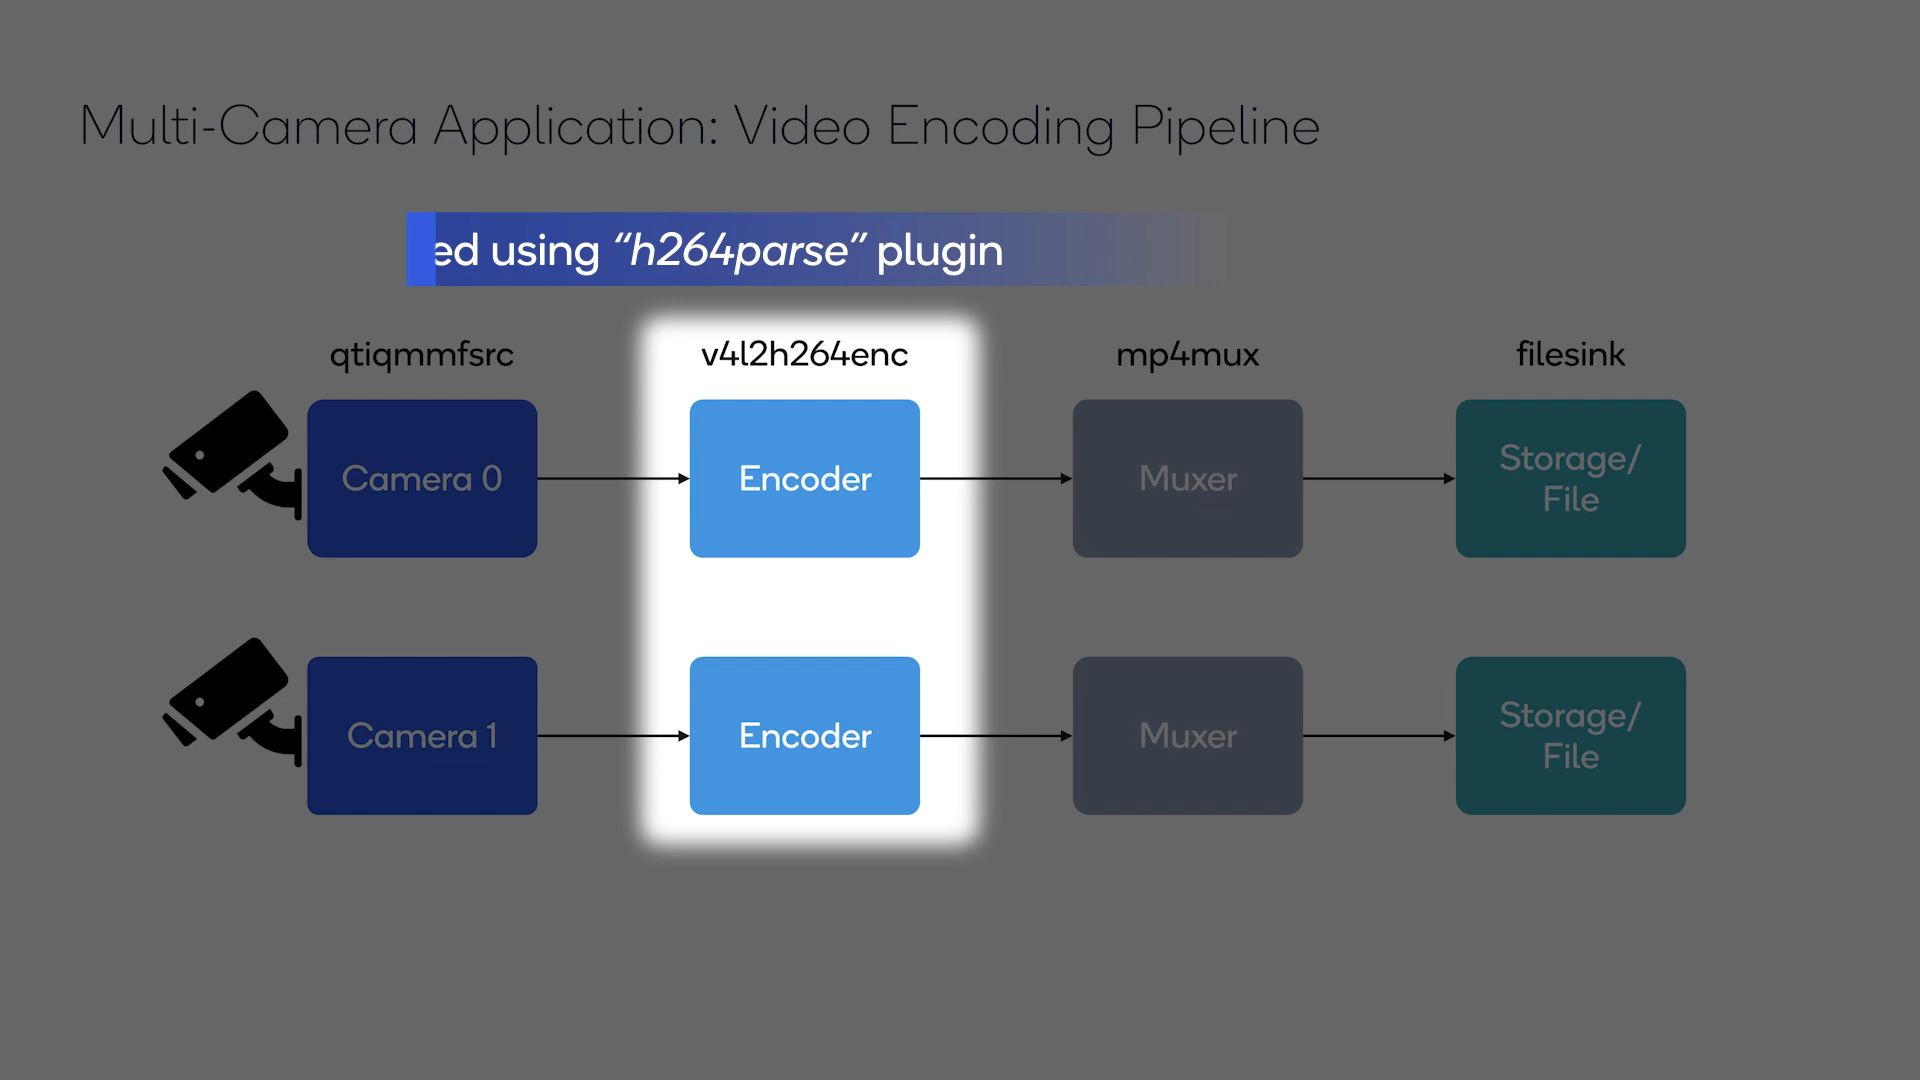 Multi-Camera Application: Video Encoding Pipeline
ed using “h264parse” plugin
qtiqmmfsrc
v4l2h264enc
mp4mux
filesink
Camera 0
Encoder
Muxer
Storage/
File
Camera 1
Encoder
Muxer
Storage/
File